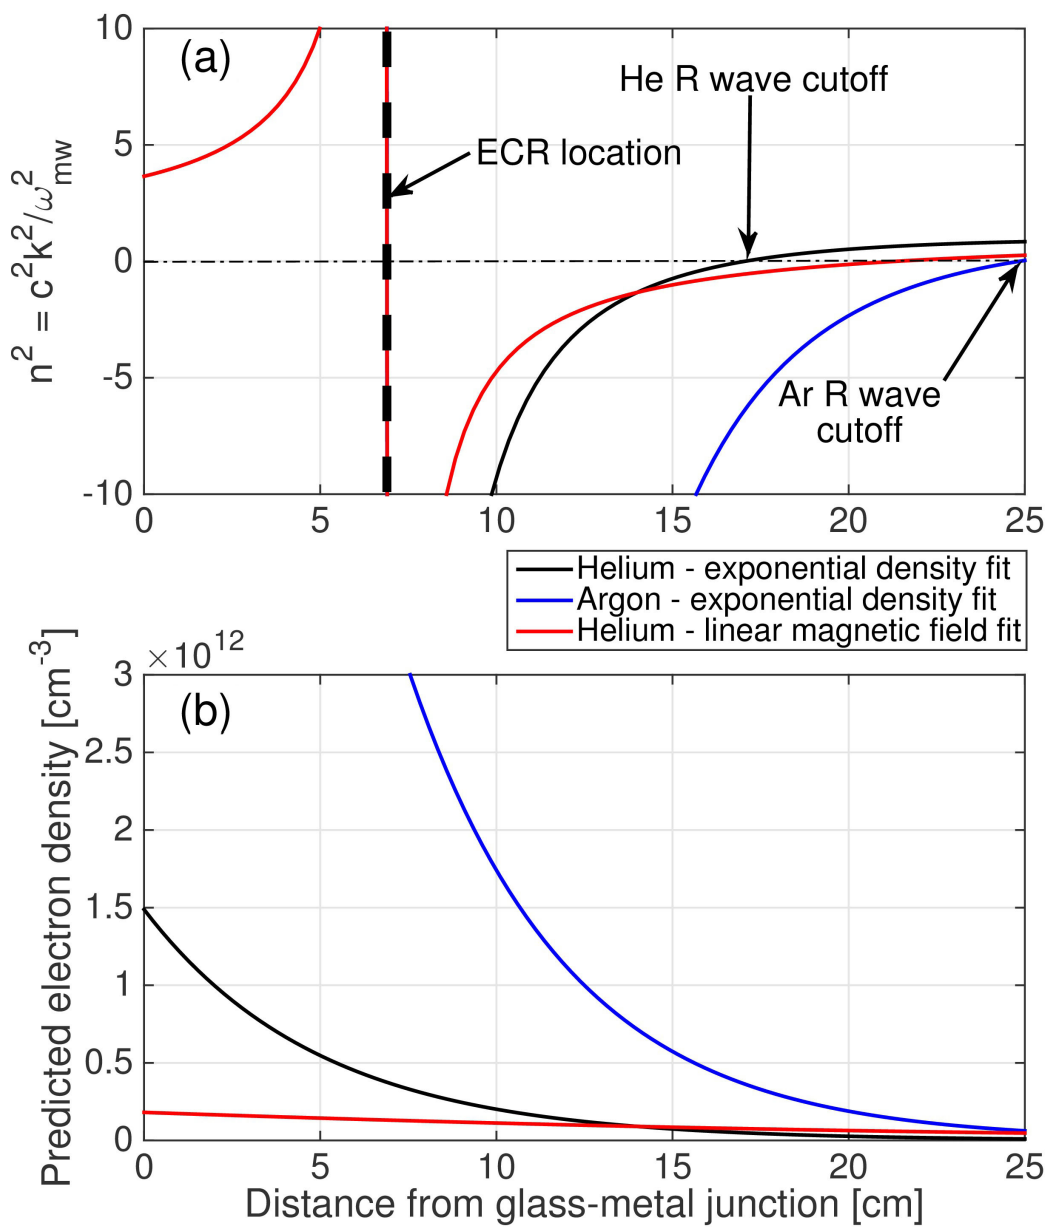 10
(a)
He R wave cutoff
5
ECR location
n² = c²k²/ω²mw
0
-5
Ar R wave
cutoff
-10
0 5 10 15 20 25
Helium - exponential density fit
Argon - exponential density fit
Helium - linear magnetic field fit
×10¹²
3
(b)
2.5
2
1.5
1
0.5
0
Predicted electron density [cm⁻³]
0 5 10 15 20 25
Distance from glass-metal junction [cm]